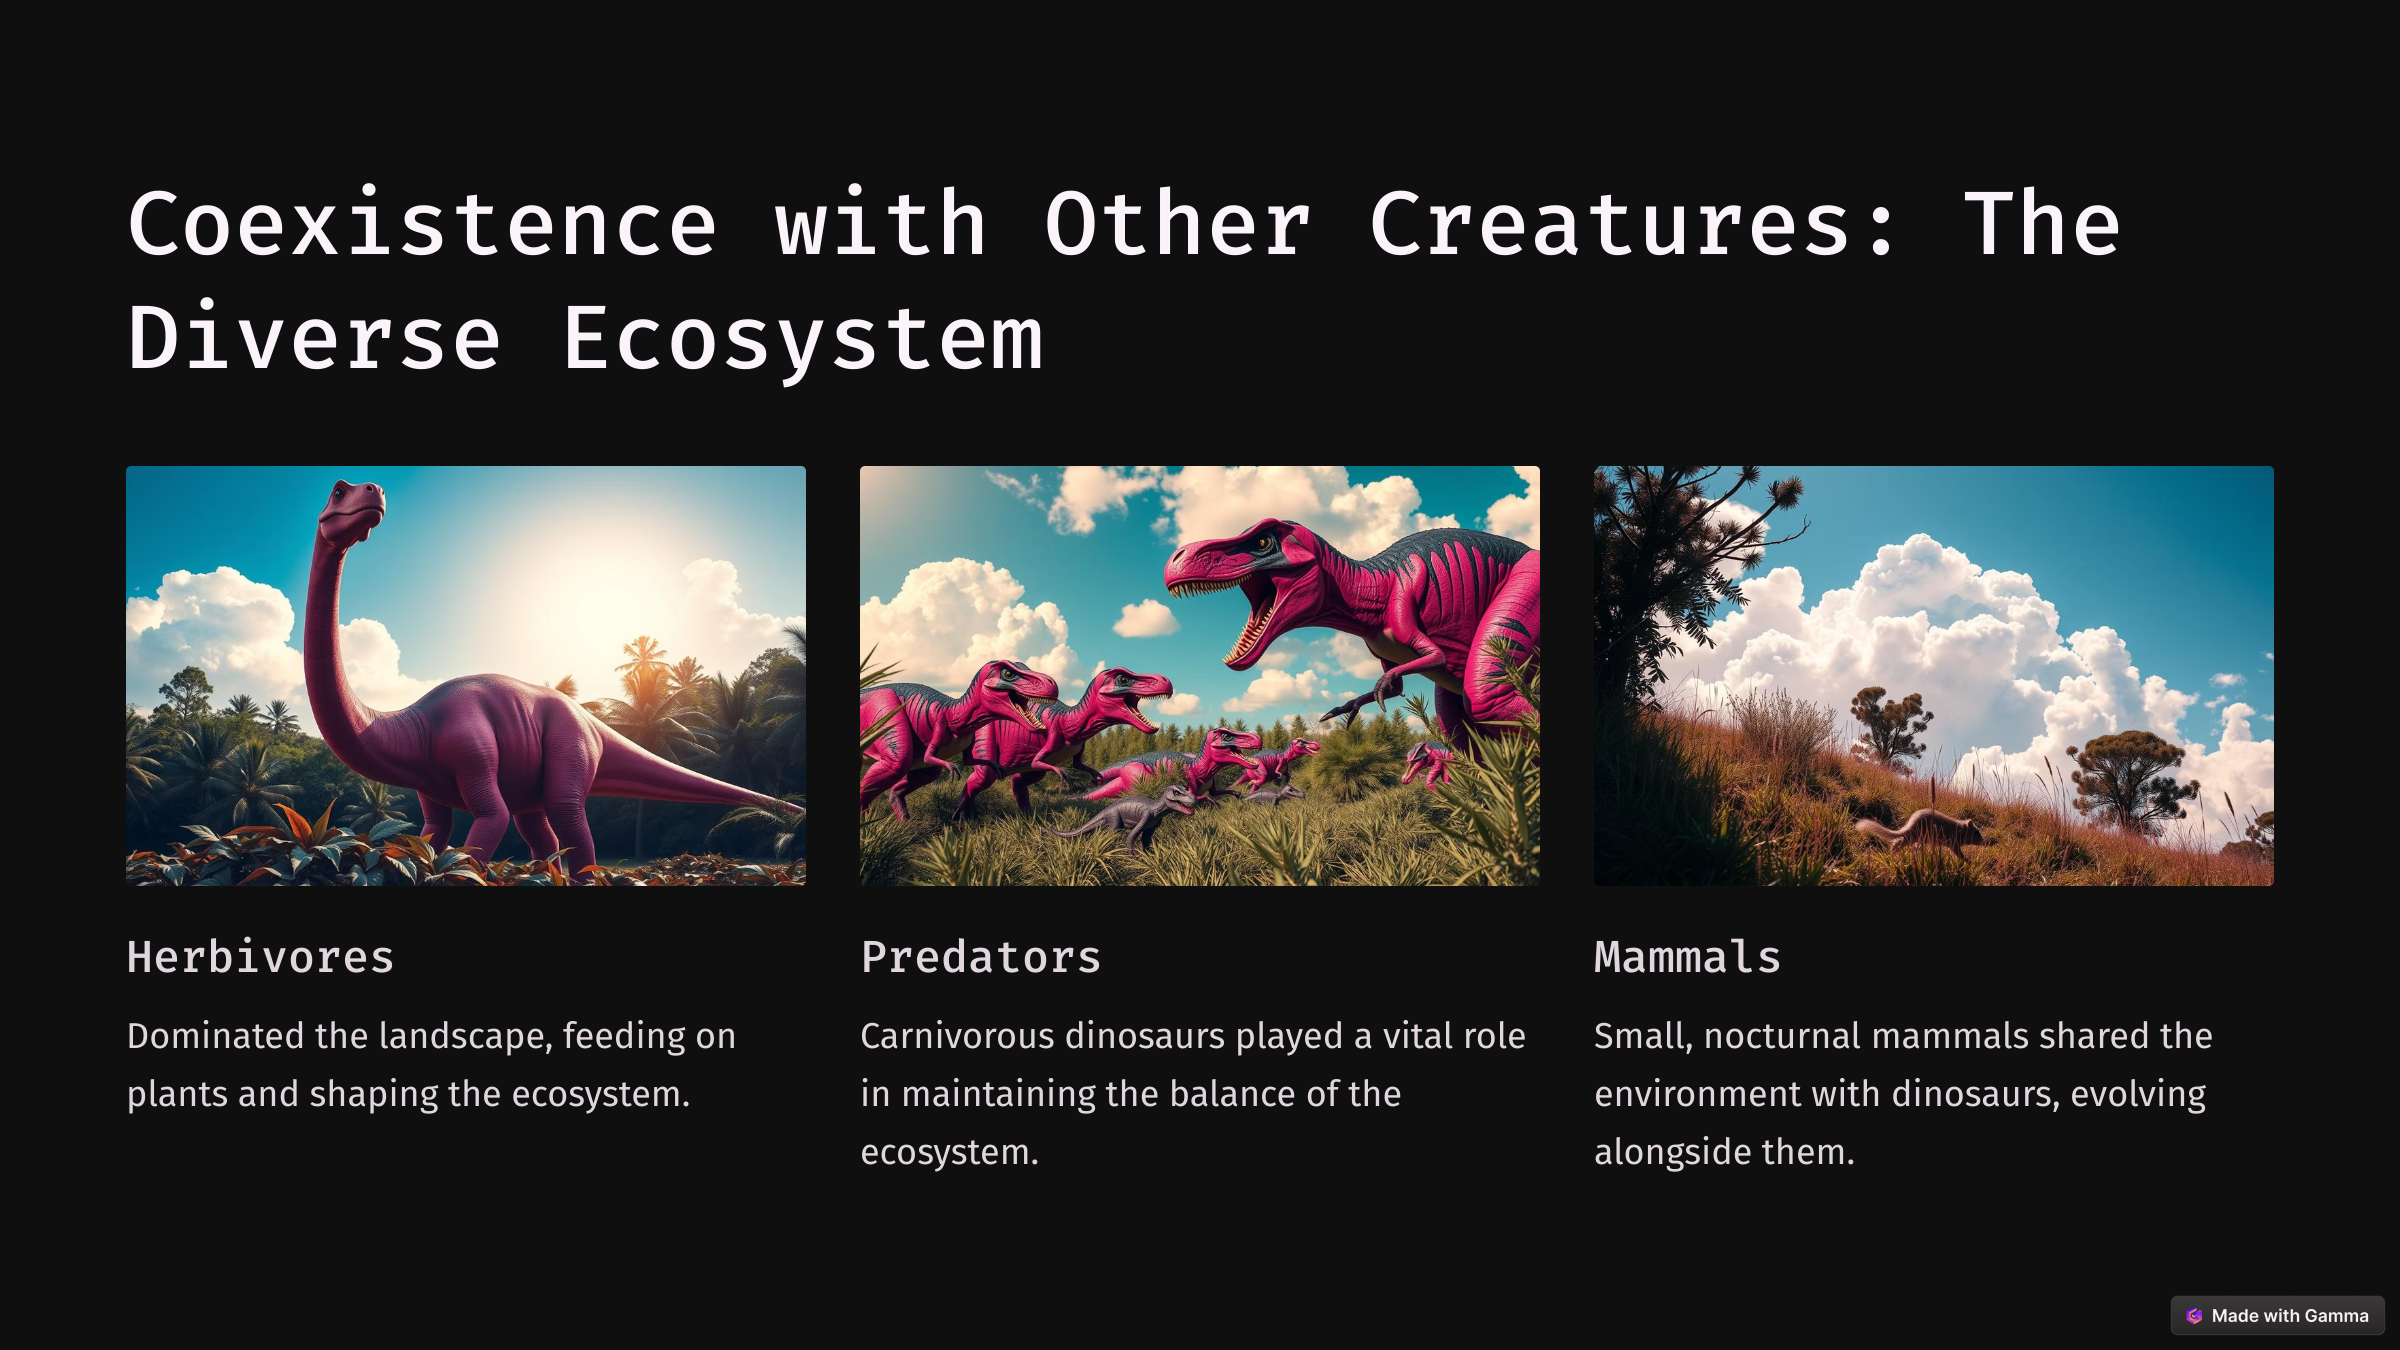 Coexistence with Other Creatures: The
Diverse Ecosystem
Herbivores
Dominated the landscape, feeding on
plants and shaping the ecosystem.
Predators
Carnivorous dinosaurs played a vital role
in maintaining the balance of the
ecosystem.
Mammals
Small, nocturnal mammals shared the
environment with dinosaurs, evolving
alongside them.
Made with Gamma